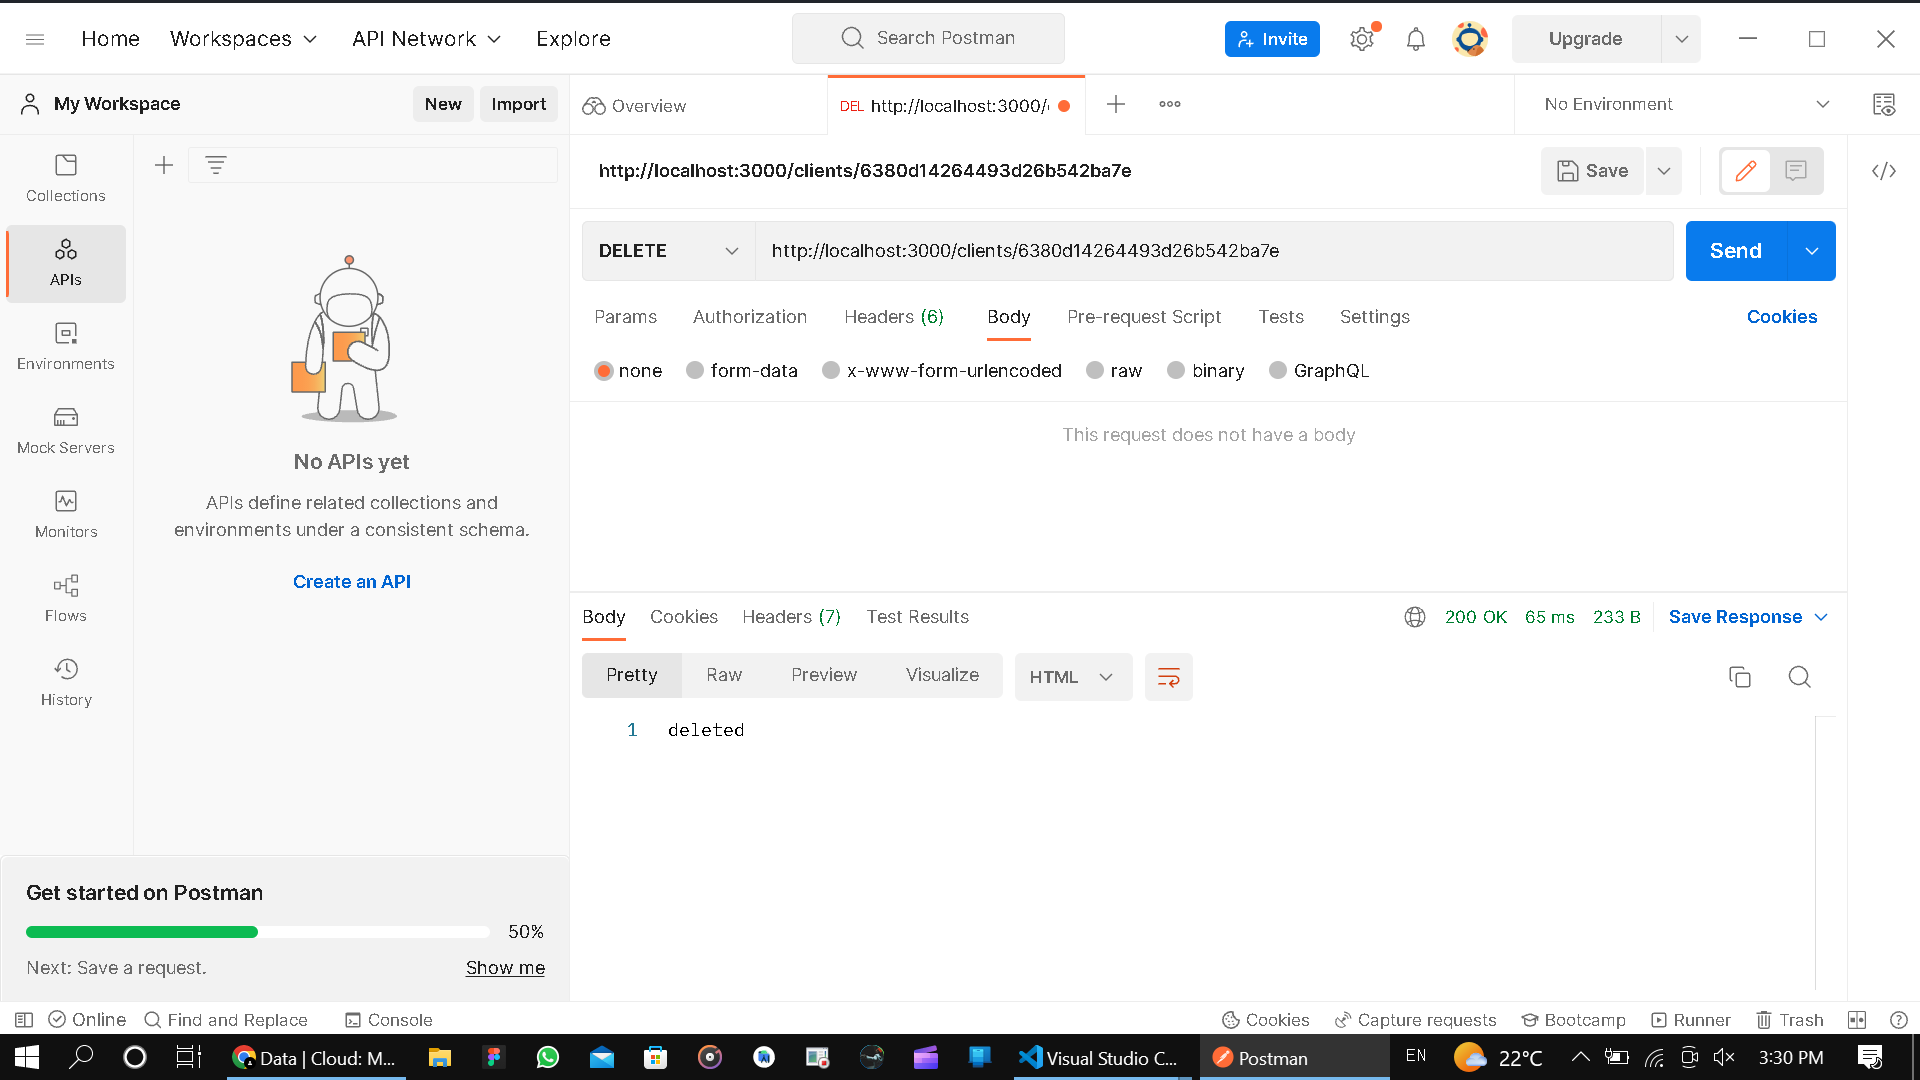 Home
Workspaces
API Network
Explore
Search Postman
Invite
Upgrade
My Workspace
New
Import
Overview
DEL http://localhost:3000/
No Environment
Collections
APIs
Environments
Mock Servers
Monitors
Flows
History
No APIs yet
APIs define related collections and
environments under a consistent schema.
Create an API
http://localhost:3000/clients/6380d14264493d26b542ba7e
Save
DELETE
http://localhost:3000/clients/6380d14264493d26b542ba7e
Send
Params
Authorization
Headers (6)
Body
Pre-request Script
Tests
Settings
Cookies
none
form-data
x-www-form-urlencoded
raw
binary
GraphQL
This request does not have a body
Body
Cookies
Headers (7)
Test Results
200 OK
65 ms
233 B
Save Response
Pretty
Raw
Preview
Visualize
HTML
1 deleted
Get started on Postman
50%
Next: Save a request.
Show me
Online
Find and Replace
Console
Cookies
Capture requests
Bootcamp
Runner
Trash
Data | Cloud: M...
Visual Studio C...
Postman
EN
22°C
3:30 PM